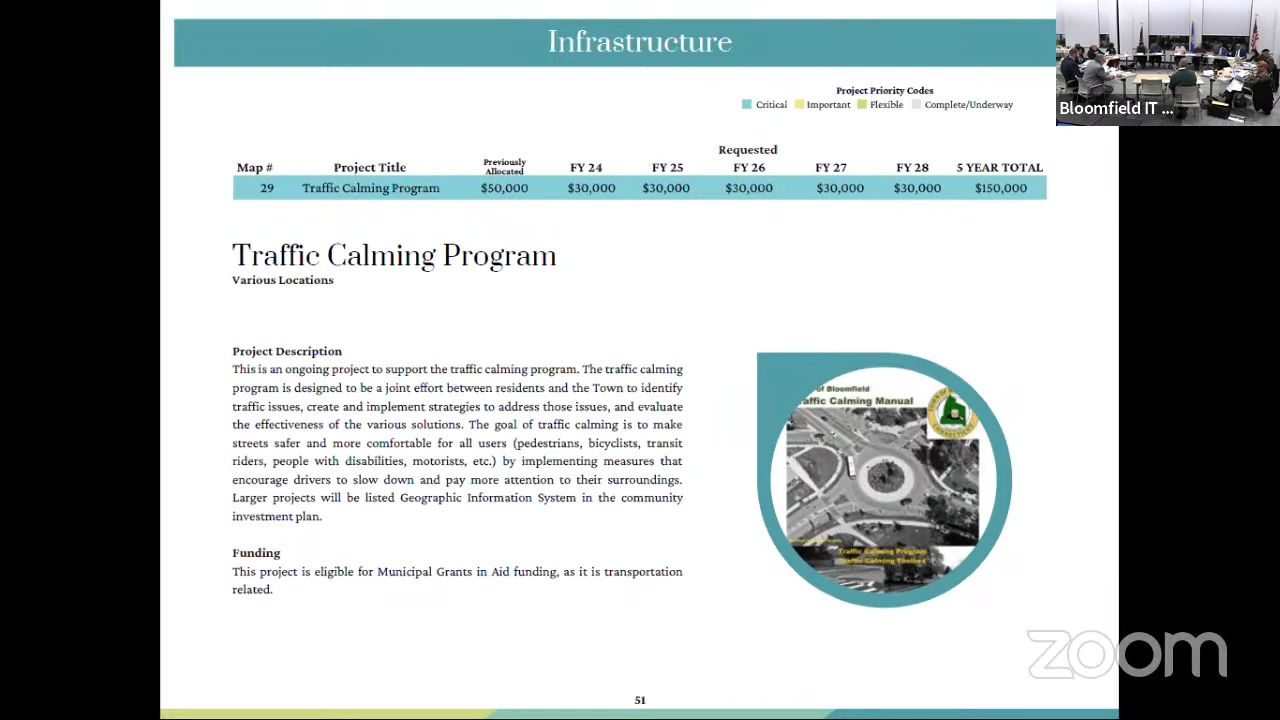 Infrastructure
Project Priority Codes
Critical Important Flexible Complete/Underway
Bloomfield IT ...
Requested
Map # Project Title Previously Allocated FY 24 FY 25 FY 26 FY 27 FY 28 5 YEAR TOTAL
29 Traffic Calming Program $50,000 $30,000 $30,000 $30,000 $30,000 $30,000 $150,000
Traffic Calming Program
Various Locations
Project Description
This is an ongoing project to support the traffic calming program. The traffic calming
program is designed to be a joint effort between residents and the Town to identify
traffic issues, create and implement strategies to address those issues, and evaluate
the effectiveness of the various solutions. The goal of traffic calming is to make
streets safer and more comfortable for all users (pedestrians, bicyclists, transit
riders, people with disabilities, motorists, etc.) by implementing measures that
encourage drivers to slow down and pay more attention to their surroundings.
Larger projects will be listed Geographic Information System in the community
investment plan.
Funding
This project is eligible for Municipal Grants in Aid funding, as it is transportation
related.
of Bloomfield
Traffic Calming Manual
CONNECTICUT
Traffic Calming Program
Traffic Calming Toolbox
zoom
51